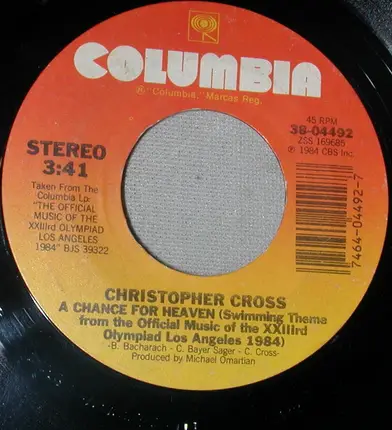 COLUMBIA
® "Columbia," Marcas Reg.
STEREO
3:41
Taken From The
Columbia Lp:
"THE OFFICIAL
MUSIC OF THE
XXIIIrd OLYMPIAD
LOS ANGELES
1984" BJS 39322
45 RPM
38-04492
ZSS 169685
℗ 1984 CBS Inc.
7464-04492-7
CHRISTOPHER CROSS
A CHANCE FOR HEAVEN (Swimming Theme
from the Official Music of the XXIIIrd
Olympiad Los Angeles 1984)
-B. Bacharach - C. Bayer Sager - C. Cross-
Produced by Michael Omartian